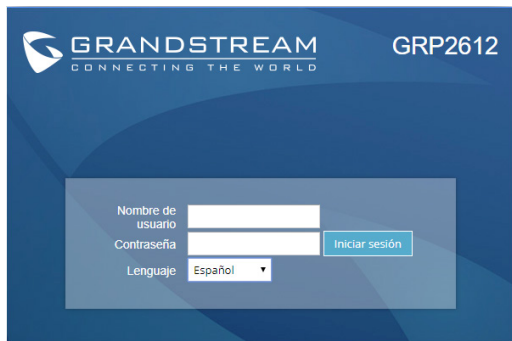 GRANDSTREAM
CONNECTING THE WORLD
GRP2612
Nombre de
usuario
Contraseña
Iniciar sesión
Lenguaje
Español